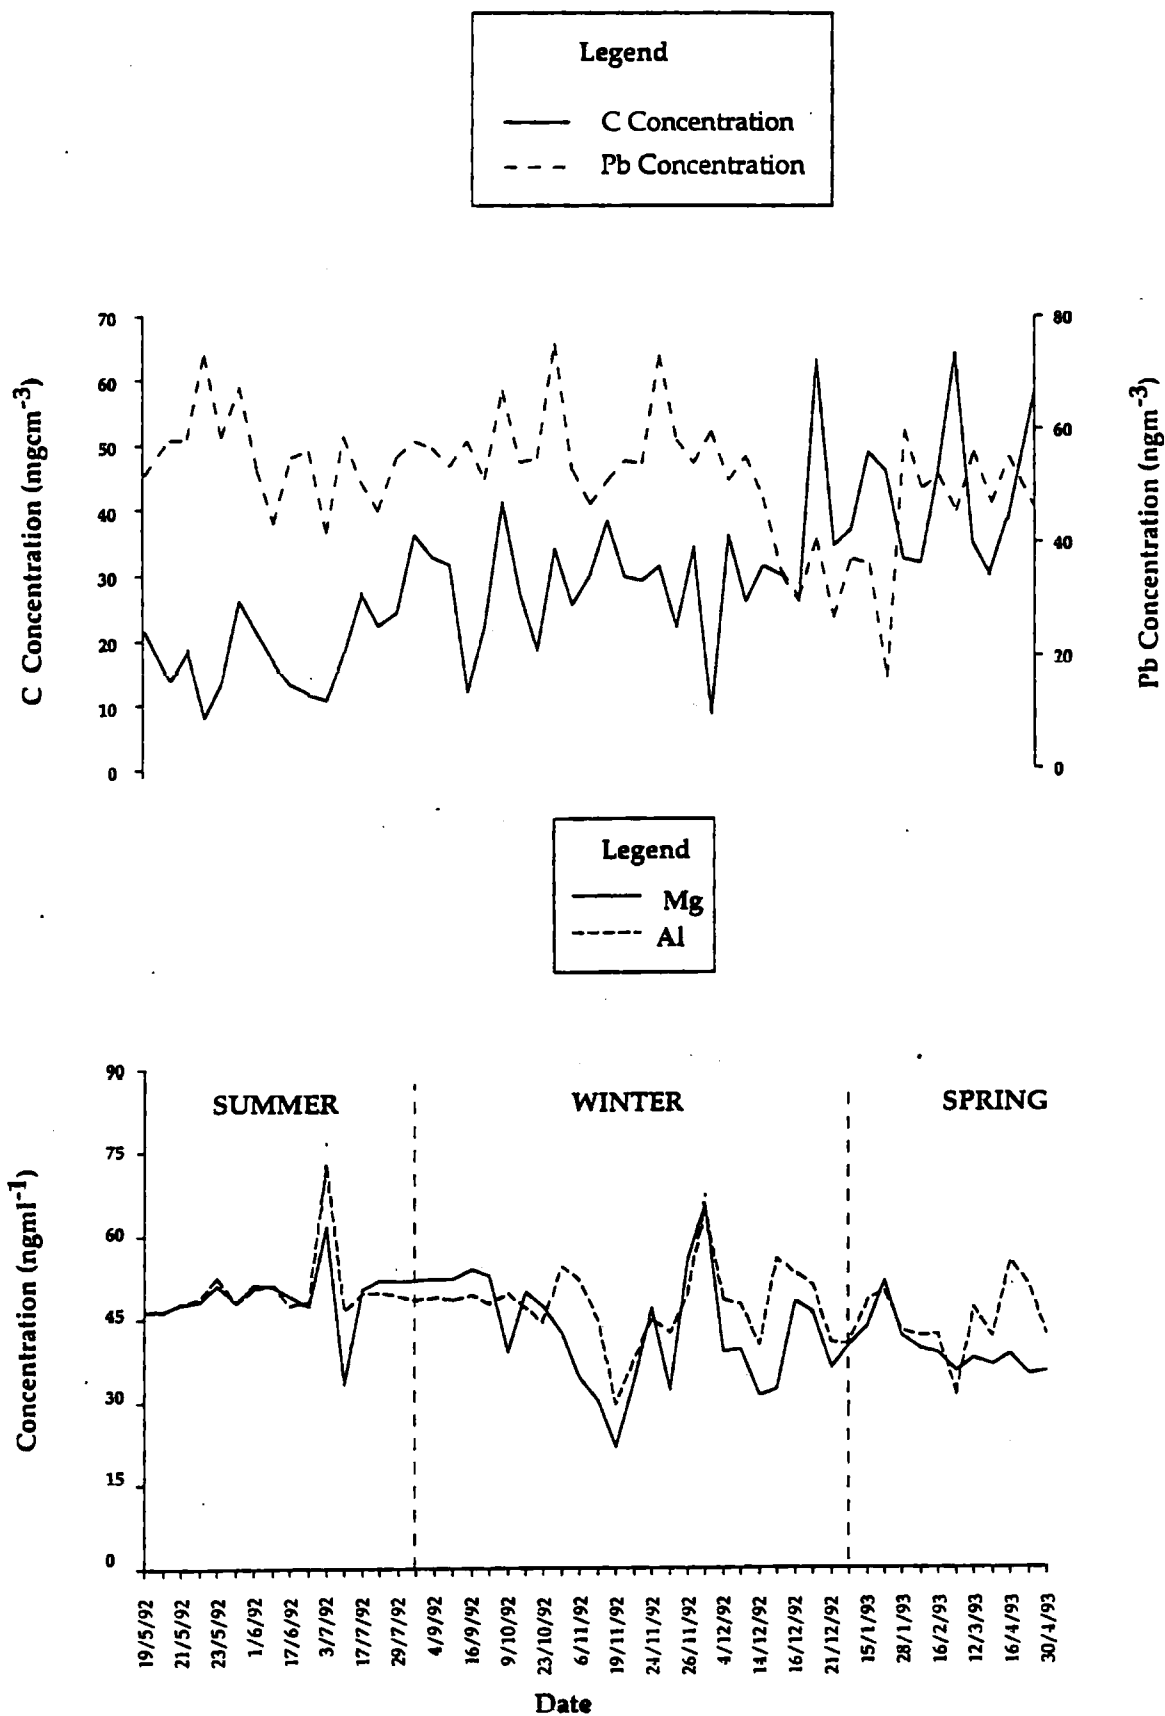 Legend
C Concentration
Pb Concentration
70
60
50
40
30
20
10
0
C Concentration (mgcm-3)
80
60
40
20
0
Pb Concentration (ngm-3)
Legend
Mg
Al
90
75
60
45
30
15
0
Concentration (ngml-1)
SUMMER WINTER SPRING
19/5/92 21/5/92 23/5/92 1/6/92 17/6/92 3/7/92 17/7/92 29/7/92 4/9/92 16/9/92 9/10/92 23/10/92 6/11/92 19/11/92 24/11/92 26/11/92 4/12/92 14/12/92 16/12/92 21/12/92 15/1/93 28/1/93 16/2/93 12/3/93 16/4/93 30/4/93
Date